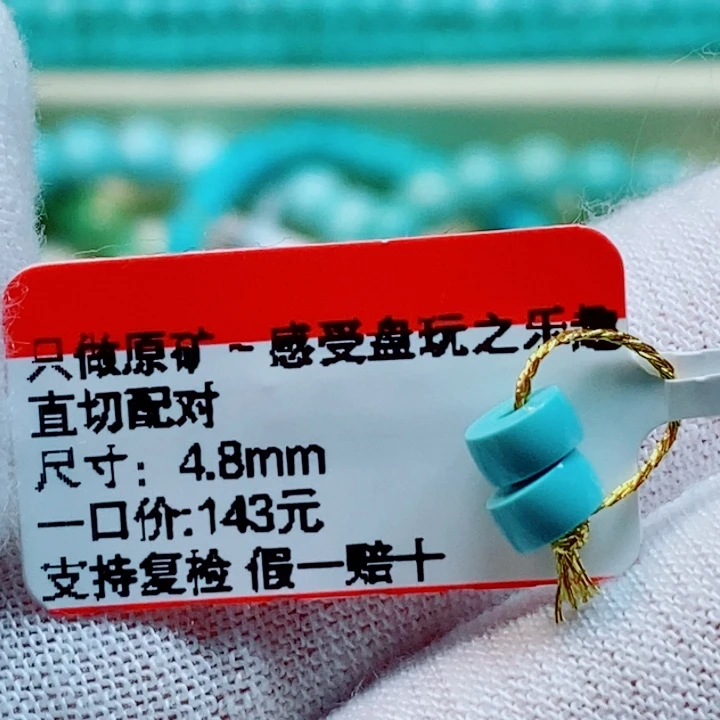 只做原矿 ~ 感受盘玩之乐趣
直切配对
尺寸：4.8mm
一口价:143元
支持复检 假一赔十